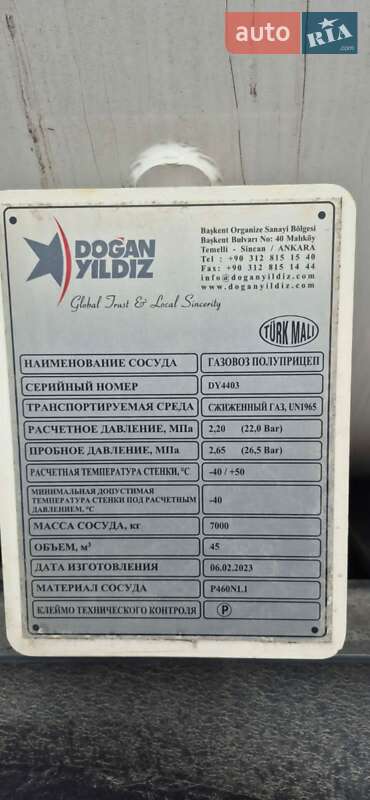 auto RIA .com
DOĞAN
YILDIZ
Global Trust & Local Sincerity
Başkent Organize Sanayi Bölgesi
Başkent Bulvarı No: 40 Malıköy
Temelli - Sincan / ANKARA
Tel : +90 312 815 15 40
Fax: +90 312 815 14 44
info@doganyildiz.com
www.doganyildiz.com
TÜRK MALI
НАИМЕНОВАНИЕ СОСУДА ГАЗОВОЗ ПОЛУПРИЦЕП
СЕРИЙНЫЙ НОМЕР DY4403
ТРАНСПОРТИРУЕМАЯ СРЕДА СЖИЖЕННЫЙ ГАЗ, UN1965
РАСЧЕТНОЕ ДАВЛЕНИЕ, МПа 2,20 (22,0 Bar)
ПРОБНОЕ ДАВЛЕНИЕ, МПа 2,65 (26,5 Bar)
РАСЧЕТНАЯ ТЕМПЕРАТУРА СТЕНКИ, °С -40 / +50
МИНИМАЛЬНАЯ ДОПУСТИМАЯ
ТЕМПЕРАТУРА СТЕНКИ ПОД РАСЧЕТНЫМ
ДАВЛЕНИЕМ, °С -40
МАССА СОСУДА, кг 7000
ОБЪЕМ, м³ 45
ДАТА ИЗГОТОВЛЕНИЯ 06.02.2023
МАТЕРИАЛ СОСУДА P460NL1
КЛЕЙМО ТЕХНИЧЕСКОГО КОНТРОЛЯ P